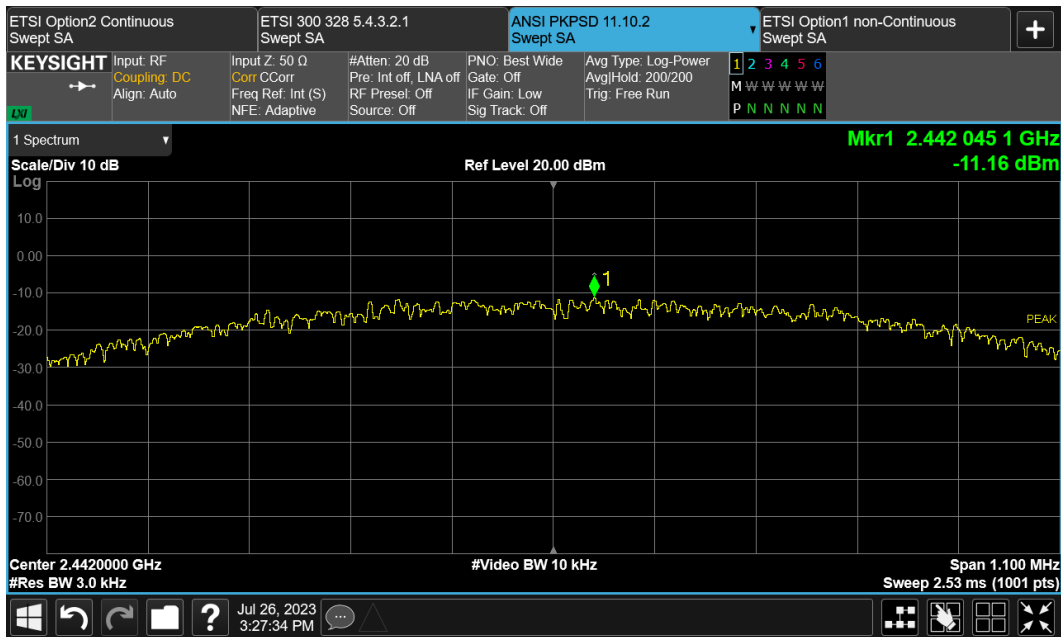 ETSI Option2 Continuous
Swept SA
ETSI 300 328 5.4.3.2.1
Swept SA
ANSI PKPSD 11.10.2
Swept SA
ETSI Option1 non-Continuous
Swept SA
KEYSIGHT
LXI
Input: RF
Coupling: DC
Align: Auto
Input Z: 50 Ω
Corr CCorr
Freq Ref: Int (S)
NFE: Adaptive
#Atten: 20 dB
Pre: Int off, LNA off
RF Presel: Off
Source: Off
PNO: Best Wide
Gate: Off
IF Gain: Low
Sig Track: Off
Avg Type: Log-Power
Avg|Hold: 200/200
Trig: Free Run
1 2 3 4 5 6
M W W W W W W
P N N N N N
1 Spectrum
Mkr1 2.442 045 1 GHz
Scale/Div 10 dB
Ref Level 20.00 dBm
-11.16 dBm
Log
10.0
0.00
1
-10.0
PEAK
-20.0
-30.0
-40.0
-50.0
-60.0
-70.0
Center 2.4420000 GHz
#Video BW 10 kHz
Span 1.100 MHz
#Res BW 3.0 kHz
Sweep 2.53 ms (1001 pts)
?
Jul 26, 2023
3:27:34 PM